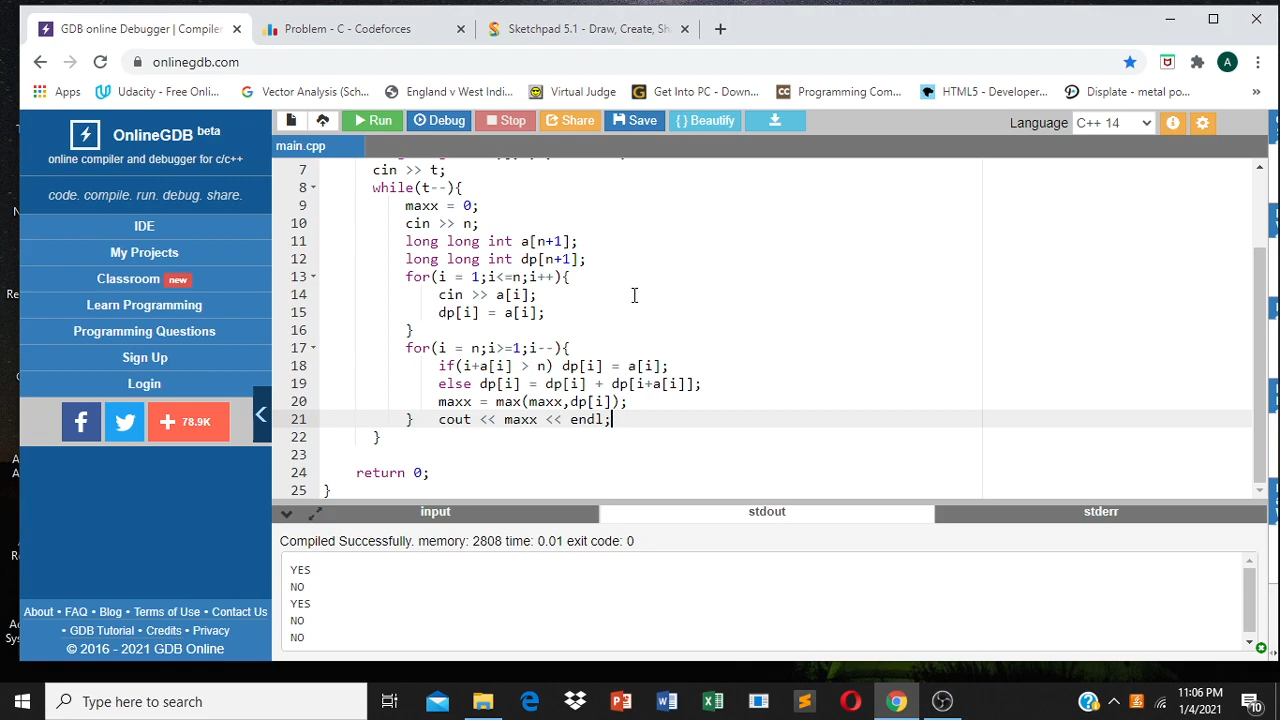 GDB online Debugger | Compiler
Problem - C - Codeforces
Sketchpad 5.1 - Draw, Create, Sh
onlinegdb.com
A
Apps
Udacity - Free Onli...
Vector Analysis (Sch...
England v West Indi...
Virtual Judge
Get Into PC - Down...
Programming Com...
HTML5 - Developer...
Displate - metal po...
»
OnlineGDB beta
online compiler and debugger for c/c++
code. compile. run. debug. share.
IDE
My Projects
Classroom new
Learn Programming
Programming Questions
Sign Up
Login
+ 78.9K
About • FAQ • Blog • Terms of Use • Contact Us
• GDB Tutorial • Credits • Privacy
© 2016 - 2021 GDB Online
Run
Debug
Stop
Share
Save
{ } Beautify
Language C++ 14
main.cpp
7 cin >> t;
8 while(t--){
9 maxx = 0;
10 cin >> n;
11 long long int a[n+1];
12 long long int dp[n+1];
13 for(i = 1;i<=n;i++){
14 cin >> a[i];
15 dp[i] = a[i];
16 }
17 for(i = n;i>=1;i--){
18 if(i+a[i] > n) dp[i] = a[i];
19 else dp[i] = dp[i] + dp[i+a[i]];
20 maxx = max(maxx,dp[i]);
21 } cout << maxx << endl;
22 }
23
24 return 0;
25 }
input
stdout
stderr
Compiled Successfully. memory: 2808 time: 0.01 exit code: 0
YES
NO
YES
NO
NO
Type here to search
11:06 PM
1/4/2021
10